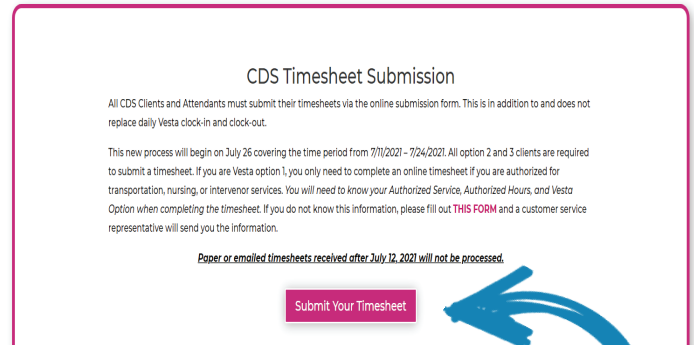 CDS Timesheet Submission
All CDS Clients and Attendants must submit their timesheets via the online submission form. This is in addition to and does not
replace daily Vesta clock-in and clock-out.
This new process will begin on July 26 covering the time period from 7/11/2021 – 7/24/2021. All option 2 and 3 clients are required
to submit a timesheet. If you are Vesta option 1, you only need to complete an online timesheet if you are authorized for
transportation, nursing, or intervenor services. You will need to know your Authorized Service, Authorized Hours, and Vesta
Option when completing the timesheet. If you do not know this information, please fill out THIS FORM and a customer service
representative will send you the information.
Paper or emailed timesheets received after July 12, 2021 will not be processed.
Submit Your Timesheet